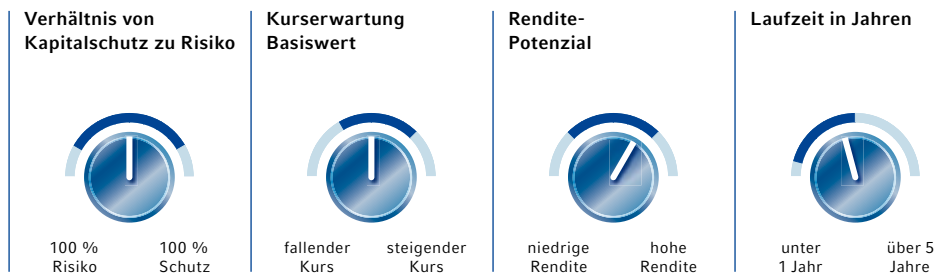 Verhältnis von
Kapitalschutz zu Risiko
100 %
Risiko
100 %
Schutz
Kurserwartung
Basiswert
fallender
Kurs
steigender
Kurs
Rendite-
Potenzial
niedrige
Rendite
hohe
Rendite
Laufzeit in Jahren
unter
1 Jahr
über 5
Jahre